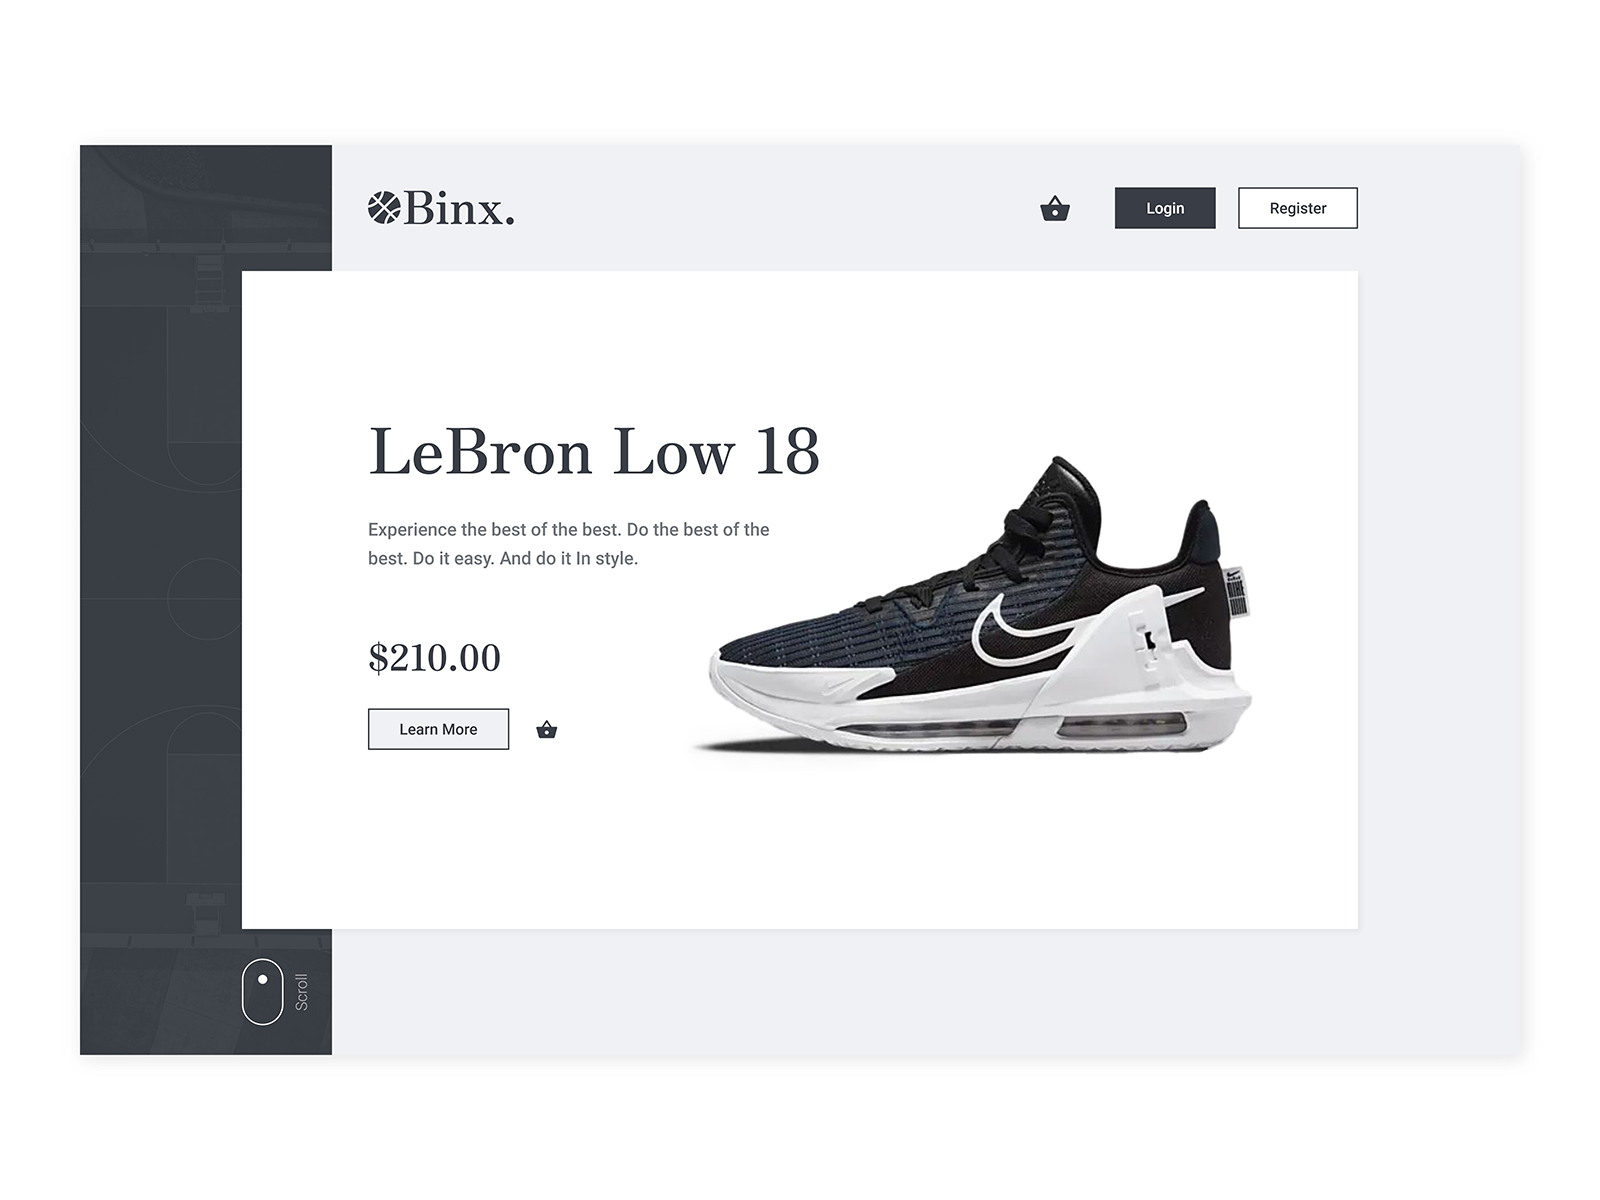 Binx.
Login
Register
LeBron Low 18
Experience the best of the best. Do the best of the
best. Do it easy. And do it In style.
$210.00
Learn More
Scroll